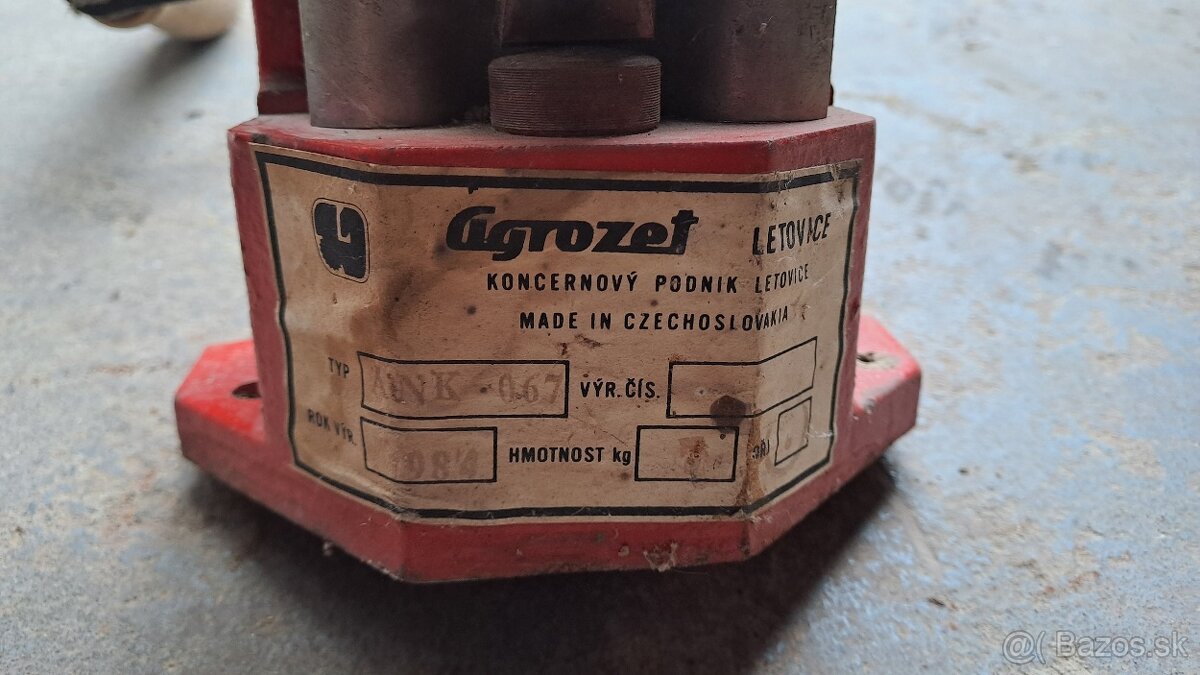 Agrozet LETOVICE
KONCERNOVÝ PODNIK LETOVICE
MADE IN CZECHOSLOVAKIA
TYP VÝR. ČÍS.
ROK VÝR. HMOTNOST kg
@( Bazos.sk